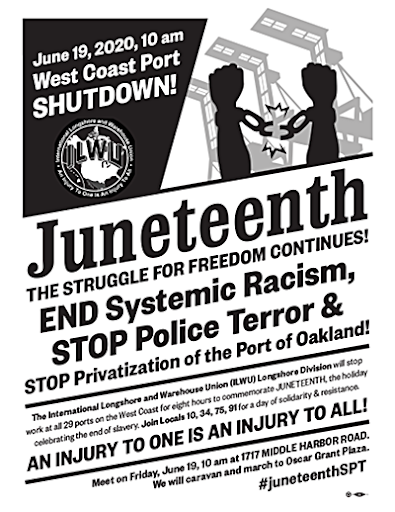 June 19, 2020, 10 am
West Coast Port
SHUTDOWN!
International Longshore and Warehouse Union
ILWU
An Injury To One Is An Injury To All
Juneteenth
THE STRUGGLE FOR FREEDOM CONTINUES!
END Systemic Racism,
STOP Police Terror &
STOP Privatization of the Port of Oakland!
The International Longshore and Warehouse Union (ILWU) Longshore Division will stop
work at all 29 ports on the West Coast for eight hours to commemorate JUNETEENTH, the holiday
celebrating the end of slavery. Join Locals 10, 34, 75, 91 for a day of solidarity & resistance.
AN INJURY TO ONE IS AN INJURY TO ALL!
Meet on Friday, June 19, 10 am at 1717 MIDDLE HARBOR ROAD.
We will caravan and march to Oscar Grant Plaza.
#juneteenthSPT